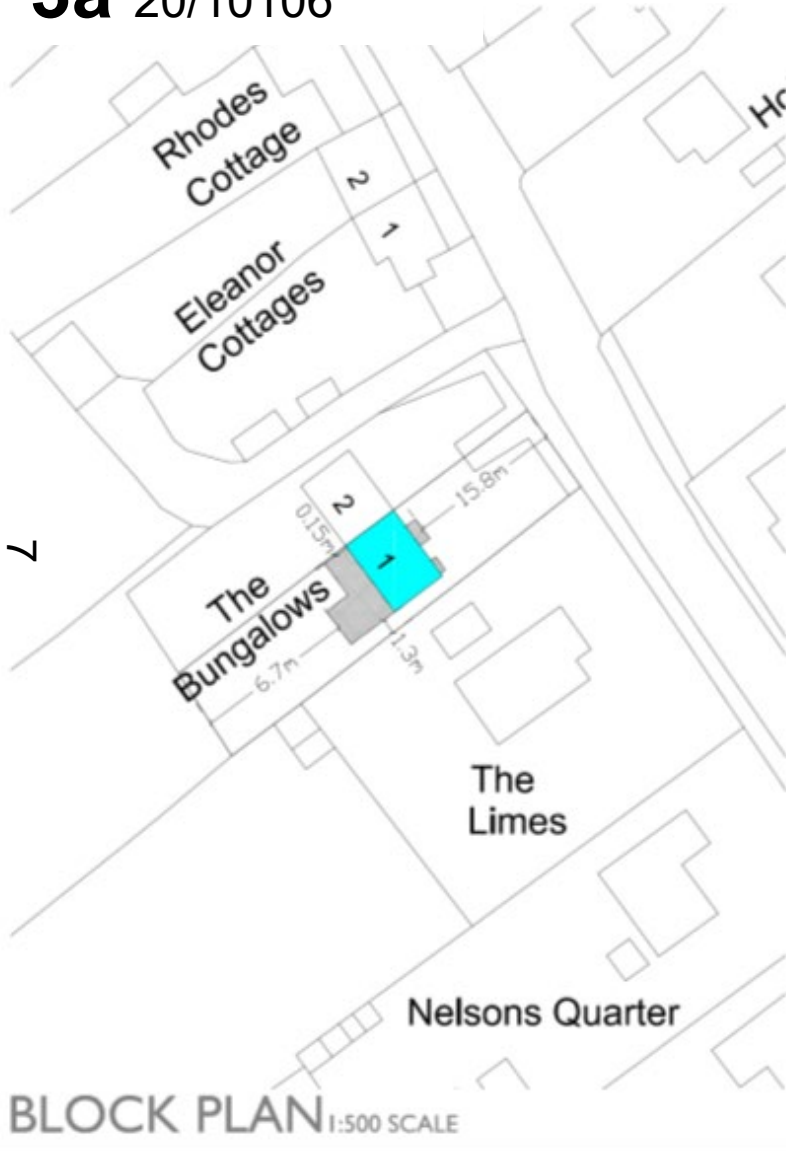 3a 20/10106
Rhodes
Cottage
2
1
Eleanor
Cottages
15.8m
2
0.15m
1
7
The
Bungalows
6.7m
1.3m
The
Limes
Nelsons Quarter
BLOCK PLAN 1:500 SCALE